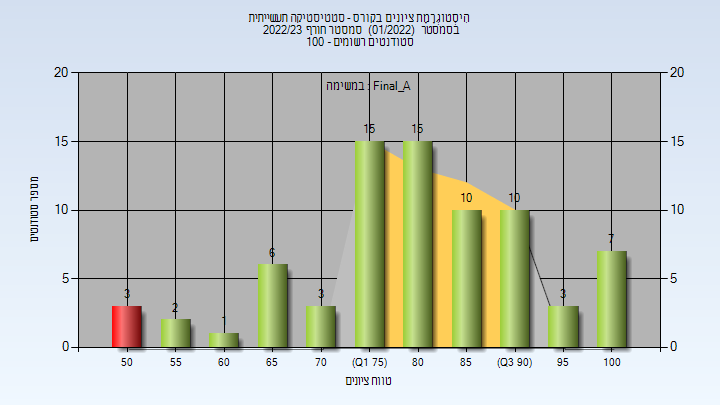 היסטוגרמת ציונים בקורס - סטטיסטיקה תעשייתית
בסמסטר (01/2022) סמסטר חורף 2022/23
סטודנטים רשומים - 100
במשימה : Final_A
20 20
15 15
10 10
5 5
0 0
מספר סטודנטים
3 2 1 6 3 15 15 10 10 3 7
50 55 60 65 70 (Q1 75) 80 85 (Q3 90) 95 100
טווח ציונים